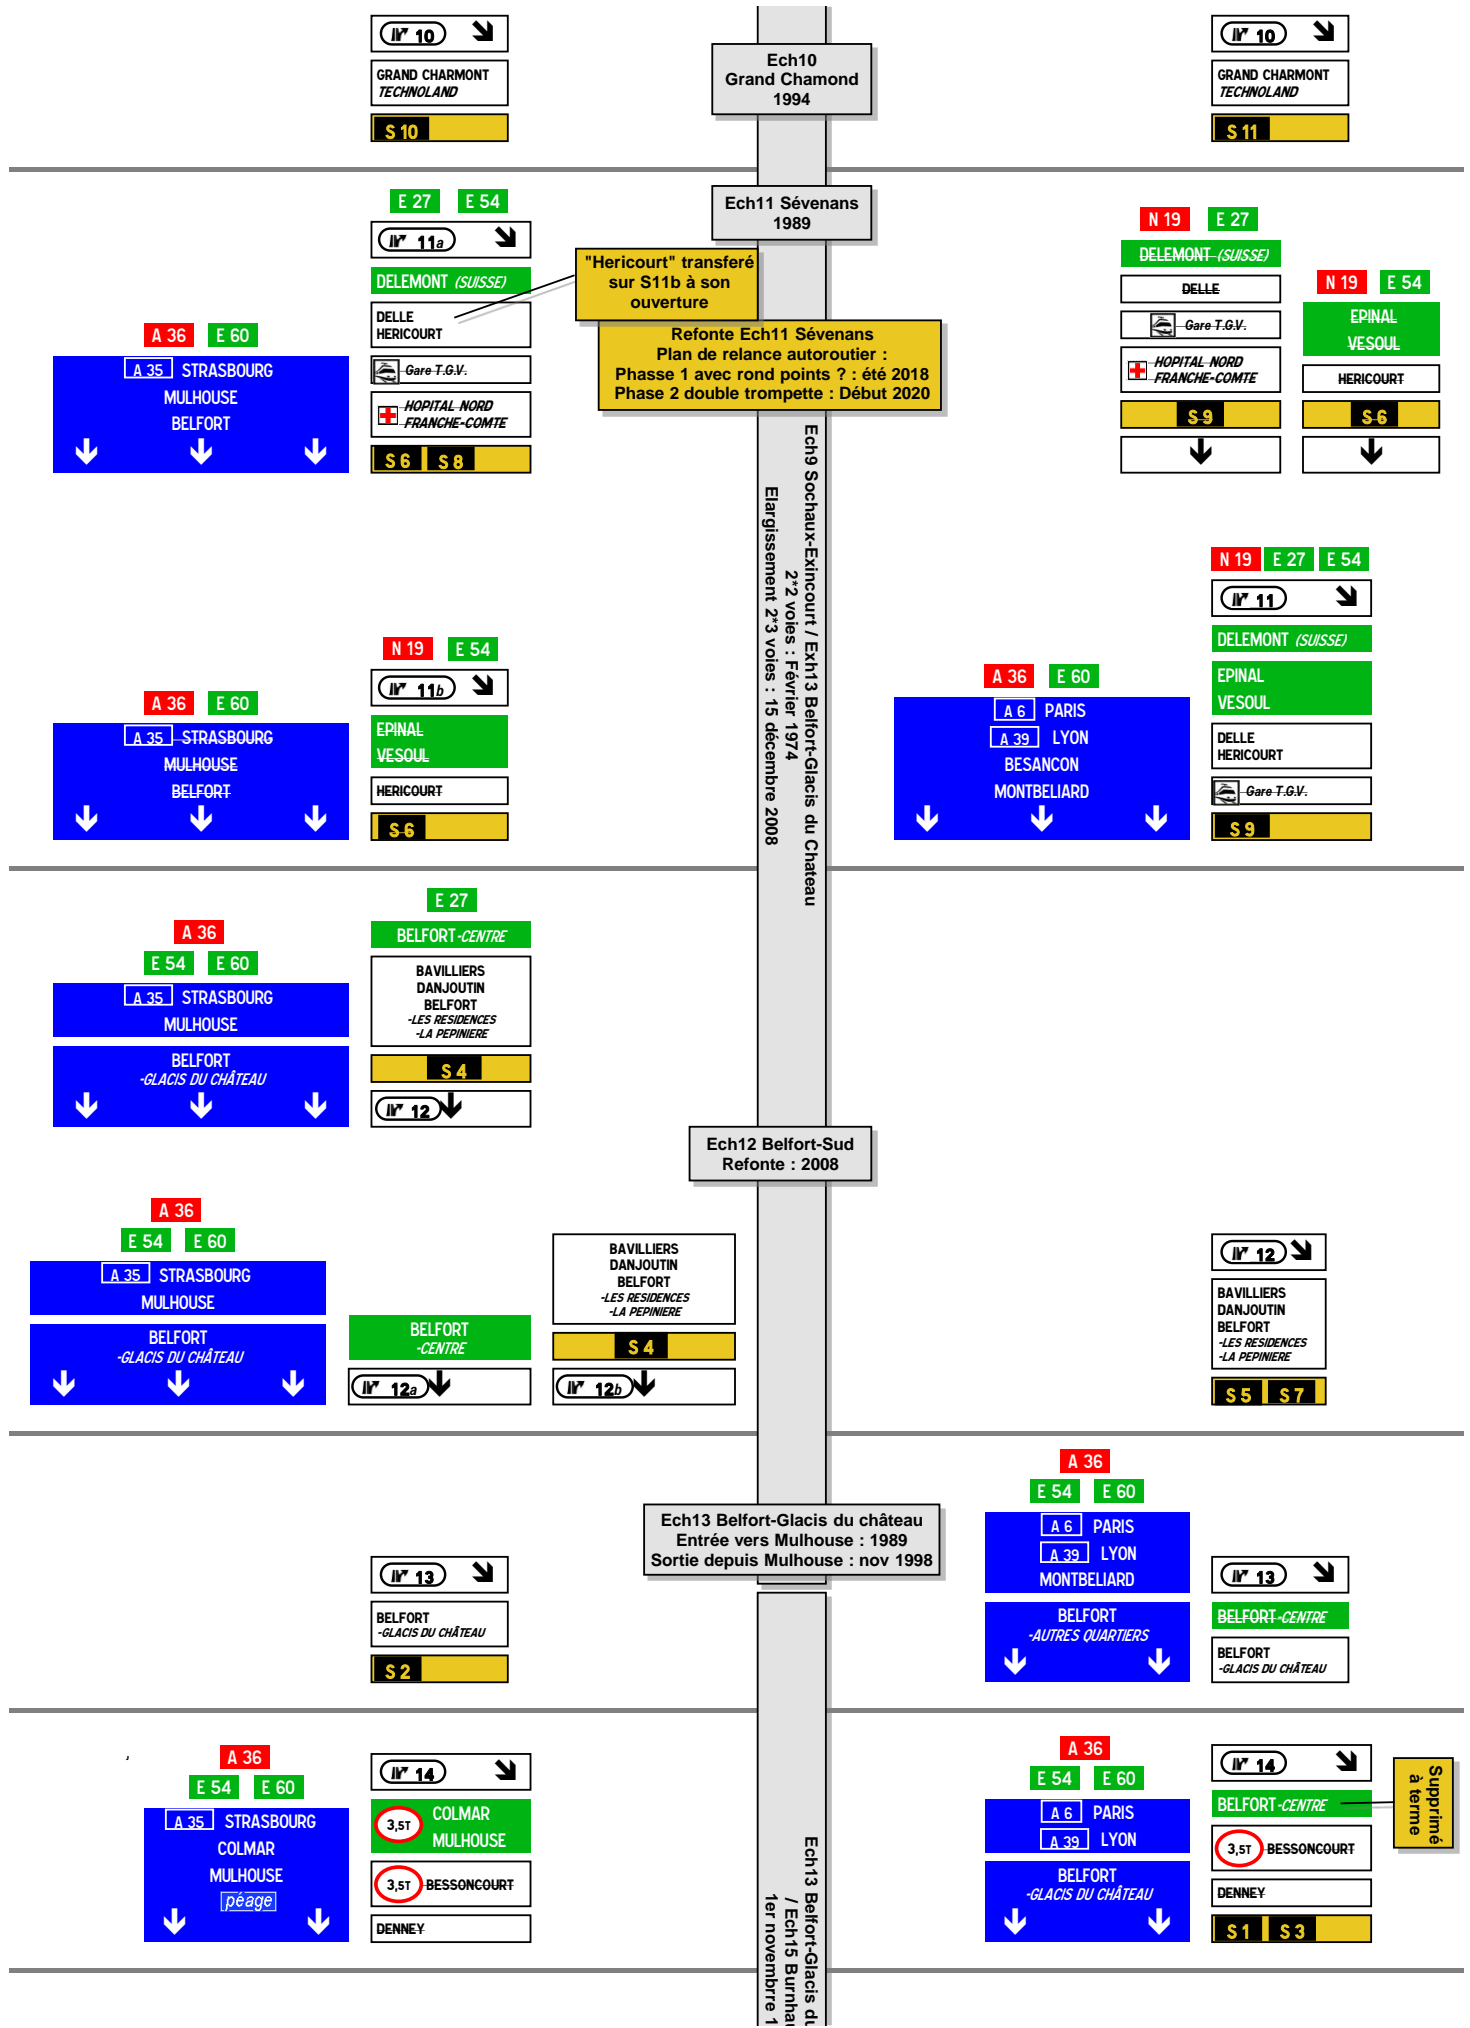 10
GRAND CHARMONT
TECHNOLAND
S 10
Ech10
Grand Chamond
1994
10
GRAND CHARMONT
TECHNOLAND
S 11
Ech11 Sévenans
1989
E 27 E 54
11a
DELEMONT (SUISSE)
DELLE
HERICOURT
Gare T.G.V.
HOPITAL NORD
FRANCHE-COMTE
S 6 S 8
A 36 E 60
A 35 STRASBOURG
MULHOUSE
BELFORT
"Hericourt" transferé
sur S11b à son
ouverture
Refonte Ech11 Sévenans
Plan de relance autoroutier :
Phasse 1 avec rond points ? : été 2018
Phase 2 double trompette : Début 2020
N 19 E 27
DELEMONT (SUISSE)
DELLE
Gare T.G.V.
HOPITAL NORD
FRANCHE-COMTE
S 9
N 19 E 54
EPINAL
VESOUL
HERICOURT
S 6
Ech9 Sochaux-Exincourt / Exh13 Belfort-Glacis du Chateau
2*2 voies : Février 1974
Elargissement 2*3 voies : 15 décembre 2008
A 36 E 60
A 35 STRASBOURG
MULHOUSE
BELFORT
N 19 E 54
11b
EPINAL
VESOUL
HERICOURT
S 6
A 36 E 60
A 6 PARIS
A 39 LYON
BESANCON
MONTBELIARD
N 19 E 27 E 54
11
DELEMONT (SUISSE)
EPINAL
VESOUL
DELLE
HERICOURT
Gare T.G.V.
S 9
A 36
E 54 E 60
A 35 STRASBOURG
MULHOUSE
BELFORT
-GLACIS DU CHÂTEAU
E 27
BELFORT-CENTRE
BAVILLIERS
DANJOUTIN
BELFORT
-LES RESIDENCES
-LA PEPINIERE
S 4
12
Ech12 Belfort-Sud
Refonte : 2008
A 36
E 54 E 60
A 35 STRASBOURG
MULHOUSE
BELFORT
-GLACIS DU CHÂTEAU
BELFORT
-CENTRE
12a
BAVILLIERS
DANJOUTIN
BELFORT
-LES RESIDENCES
-LA PEPINIERE
S 4
12b
12
BAVILLIERS
DANJOUTIN
BELFORT
-LES RESIDENCES
-LA PEPINIERE
S 5 S 7
Ech13 Belfort-Glacis du château
Entrée vers Mulhouse : 1989
Sortie depuis Mulhouse : nov 1998
13
BELFORT
-GLACIS DU CHÂTEAU
S 2
A 36
E 54 E 60
A 6 PARIS
A 39 LYON
MONTBELIARD
BELFORT
-AUTRES QUARTIERS
13
BELFORT-CENTRE
BELFORT
-GLACIS DU CHÂTEAU
,
A 36
E 54 E 60
A 35 STRASBOURG
COLMAR
MULHOUSE
péage
14
3,5T COLMAR
MULHOUSE
3,5T BESSONCOURT
DENNEY
A 36
E 54 E 60
A 6 PARIS
A 39 LYON
BELFORT
-GLACIS DU CHÂTEAU
14
BELFORT-CENTRE
3,5T BESSONCOURT
DENNEY
S 1 S 3
Supprimé
à terme
Ech13 Belfort-Glacis du
/ Ech15 Burnhau
1er novembrre 1